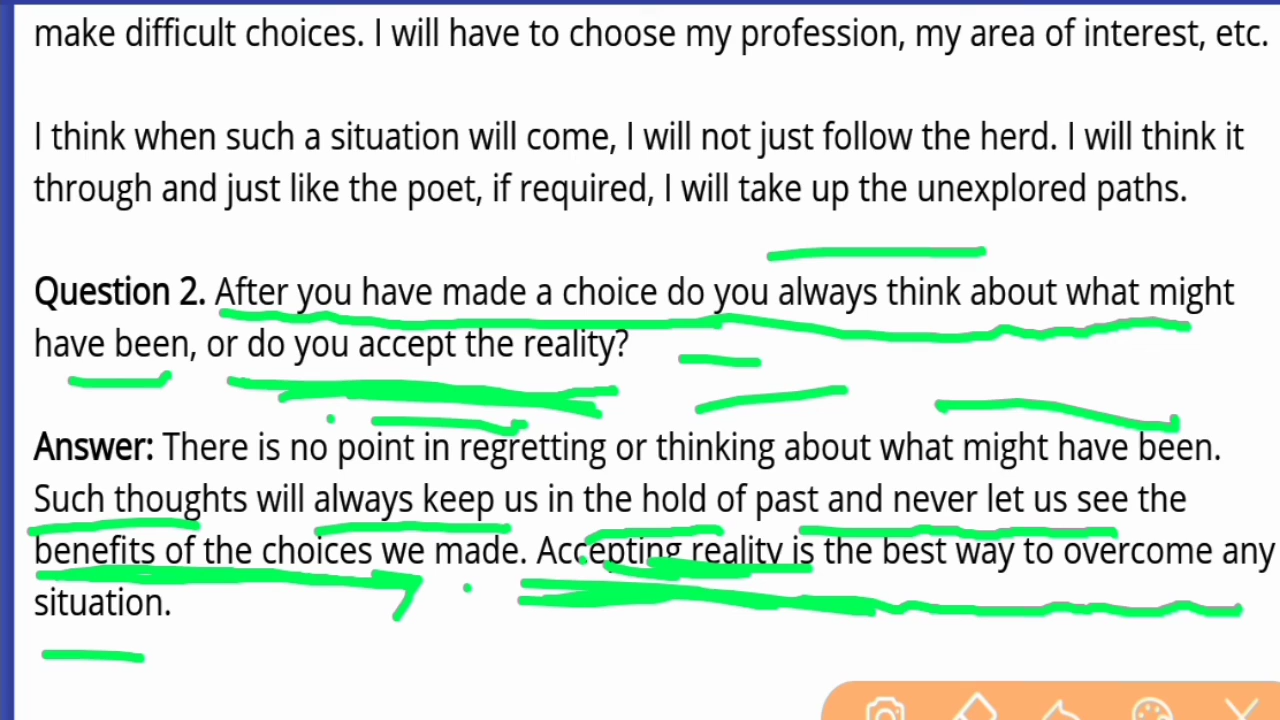 make difficult choices. I will have to choose my profession, my area of interest, etc.
I think when such a situation will come, I will not just follow the herd. I will think it
through and just like the poet, if required, I will take up the unexplored paths.
Question 2. After you have made a choice do you always think about what might
have been, or do you accept the reality?
Answer: There is no point in regretting or thinking about what might have been.
Such thoughts will always keep us in the hold of past and never let us see the
benefits of the choices we made. Accepting reality is the best way to overcome any
situation.